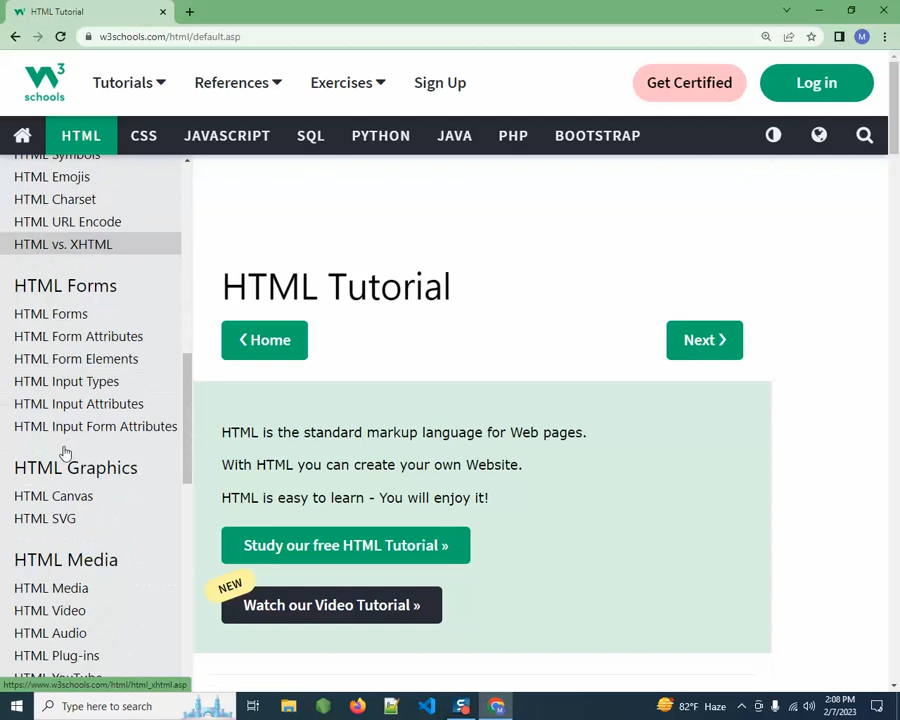 HTML Tutorial
w3schools.com/html/default.asp
M
W3
schools
Tutorials
References
Exercises
Sign Up
Get Certified
Log in
HTML
CSS
JAVASCRIPT
SQL
PYTHON
JAVA
PHP
BOOTSTRAP
HTML Symbols
HTML Emojis
HTML Charset
HTML URL Encode
HTML vs. XHTML
HTML Forms
HTML Forms
HTML Form Attributes
HTML Form Elements
HTML Input Types
HTML Input Attributes
HTML Input Form Attributes
HTML Graphics
HTML Canvas
HTML SVG
HTML Media
HTML Media
HTML Video
HTML Audio
HTML Plug-ins
HTML YouTube
HTML Tutorial
❮ Home
Next ❯
HTML is the standard markup language for Web pages.
With HTML you can create your own Website.
HTML is easy to learn - You will enjoy it!
Study our free HTML Tutorial »
NEW
Watch our Video Tutorial »
https://www.w3schools.com/html/html_xhtml.asp
Type here to search
82°F Haze
2:08 PM
2/7/2023